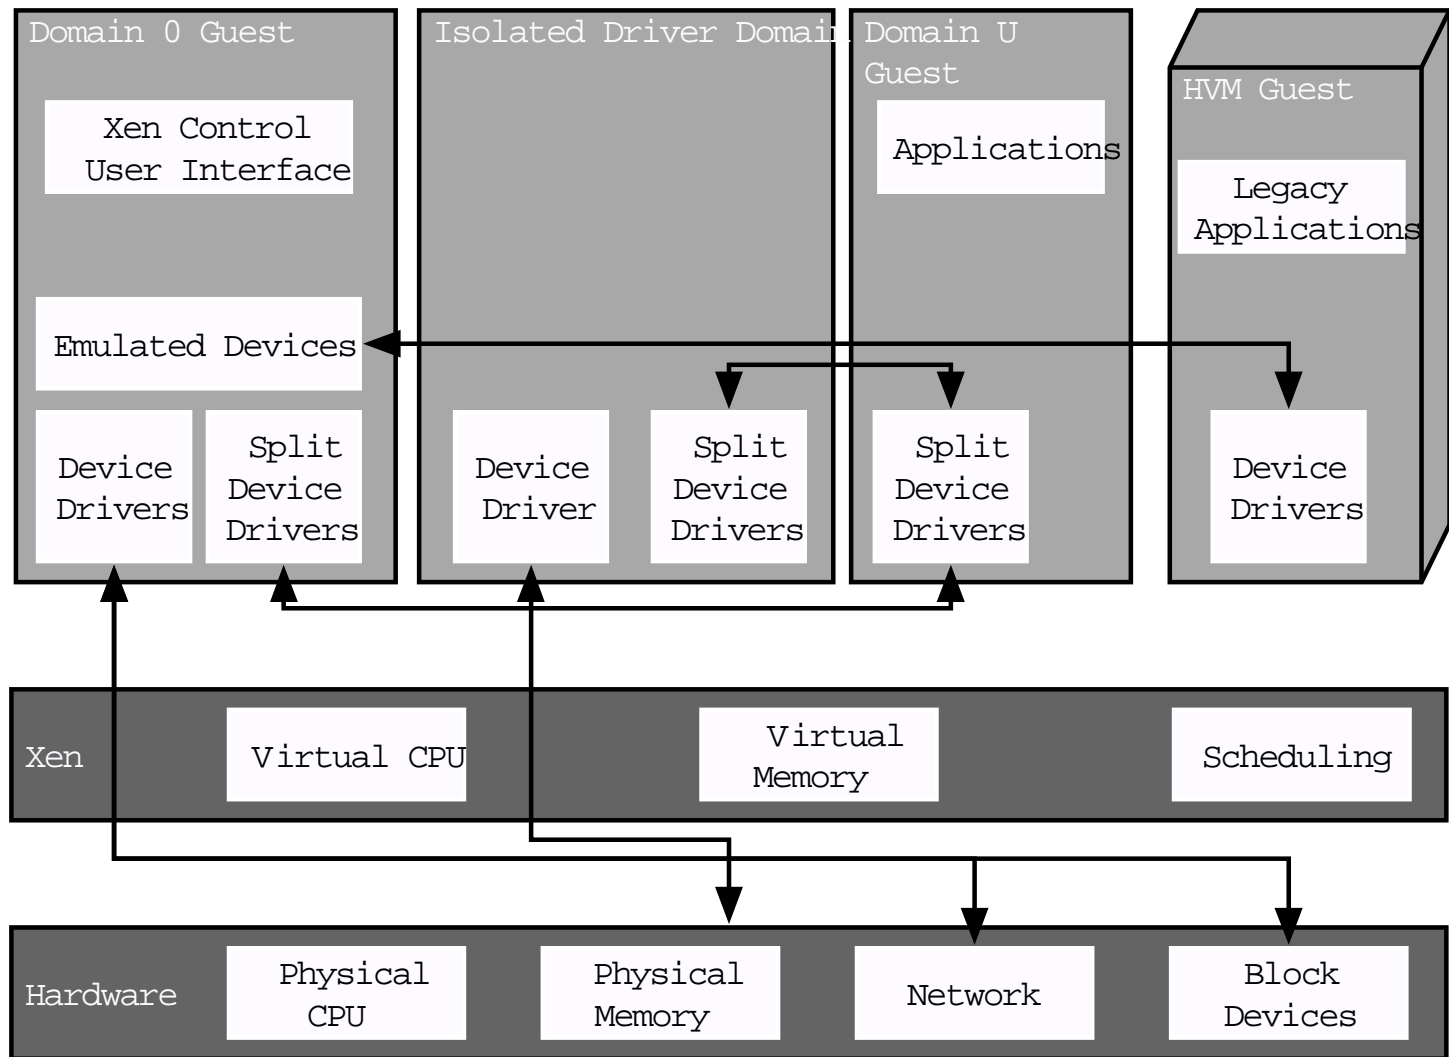 Domain 0 Guest
Xen Control
User Interface
Emulated Devices
Device
Drivers
Split
Device
Drivers
Isolated Driver Domain
Device
Driver
Split
Device
Drivers
Domain U
Guest
Applications
Split
Device
Drivers
HVM Guest
Legacy
Applications
Device
Drivers
Xen
Virtual CPU
Virtual
Memory
Scheduling
Hardware
Physical
CPU
Physical
Memory
Network
Block
Devices